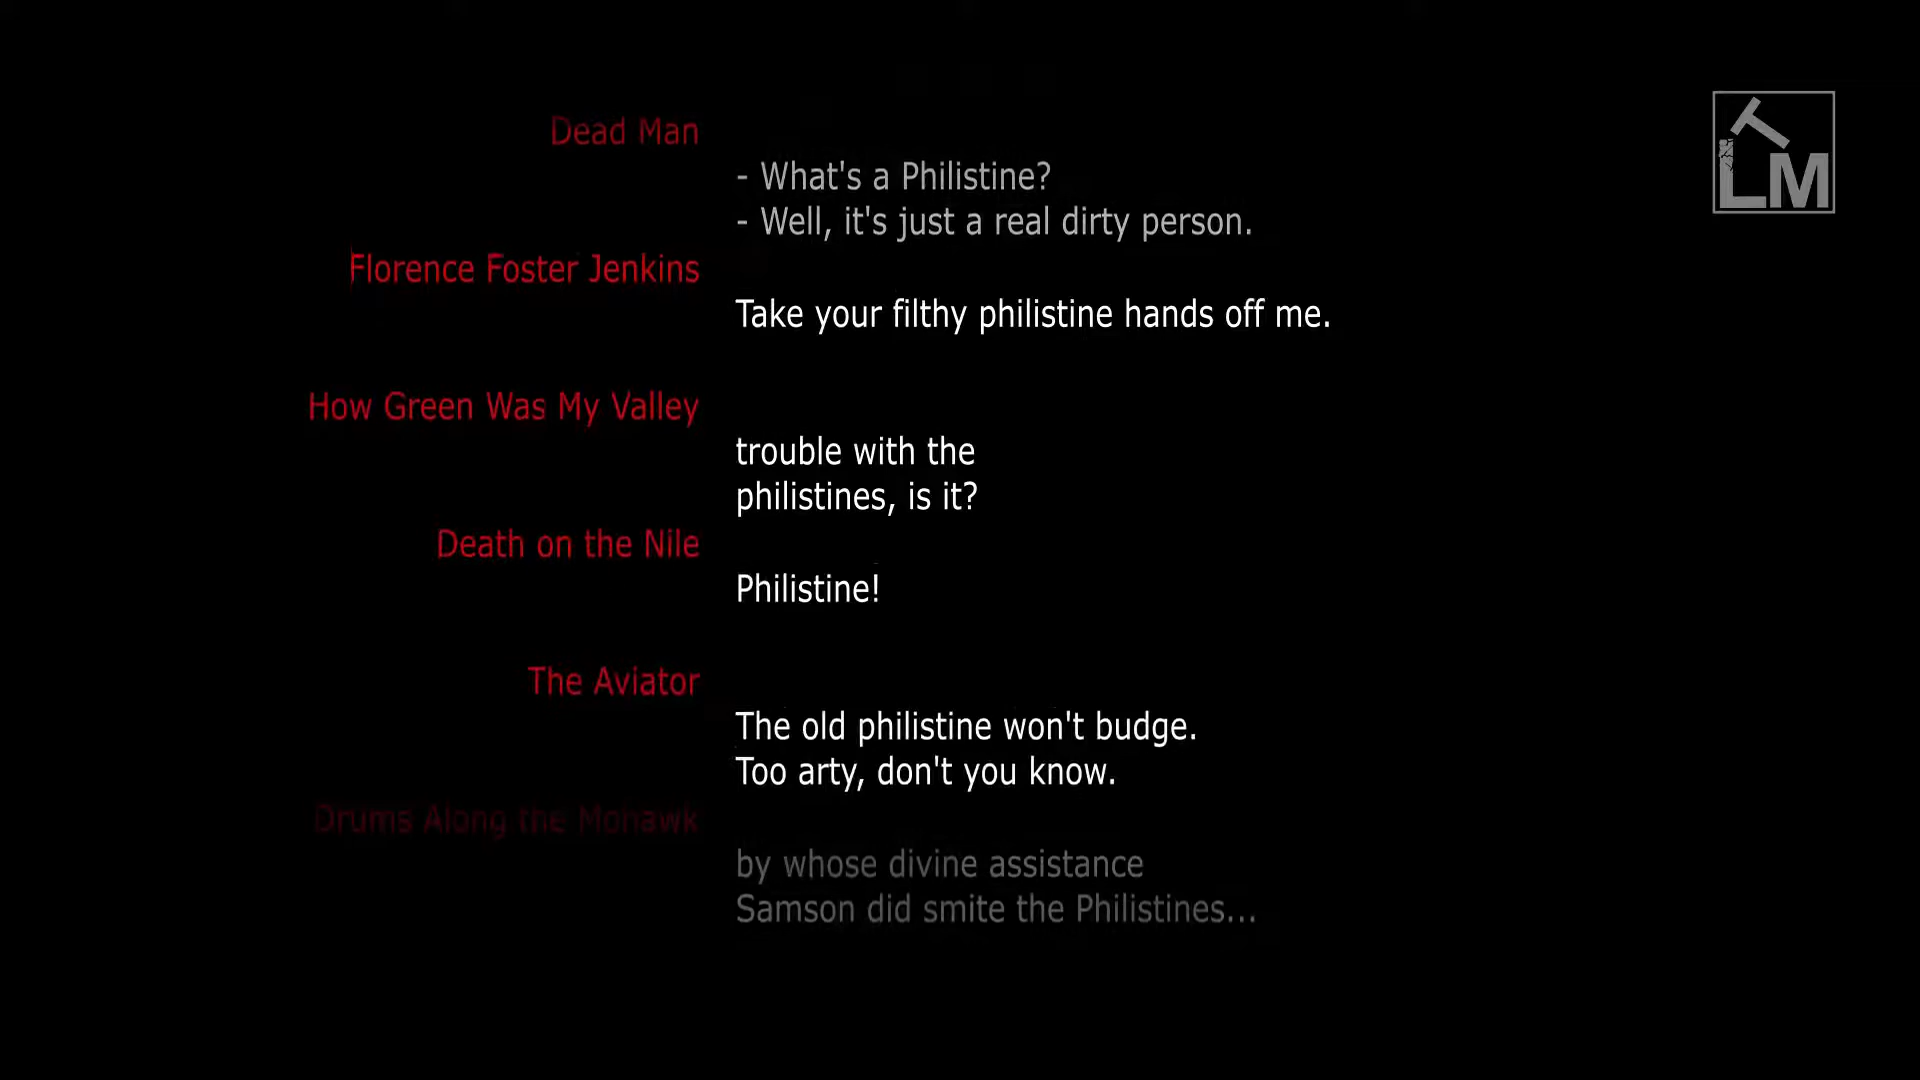 Dead Man
- What's a Philistine?
- Well, it's just a real dirty person.
Florence Foster Jenkins
Take your filthy philistine hands off me.
How Green Was My Valley
trouble with the
philistines, is it?
Death on the Nile
Philistine!
The Aviator
The old philistine won't budge.
Too arty, don't you know.
Drums Along the Mohawk
by whose divine assistance
Samson did smite the Philistines...
TLM